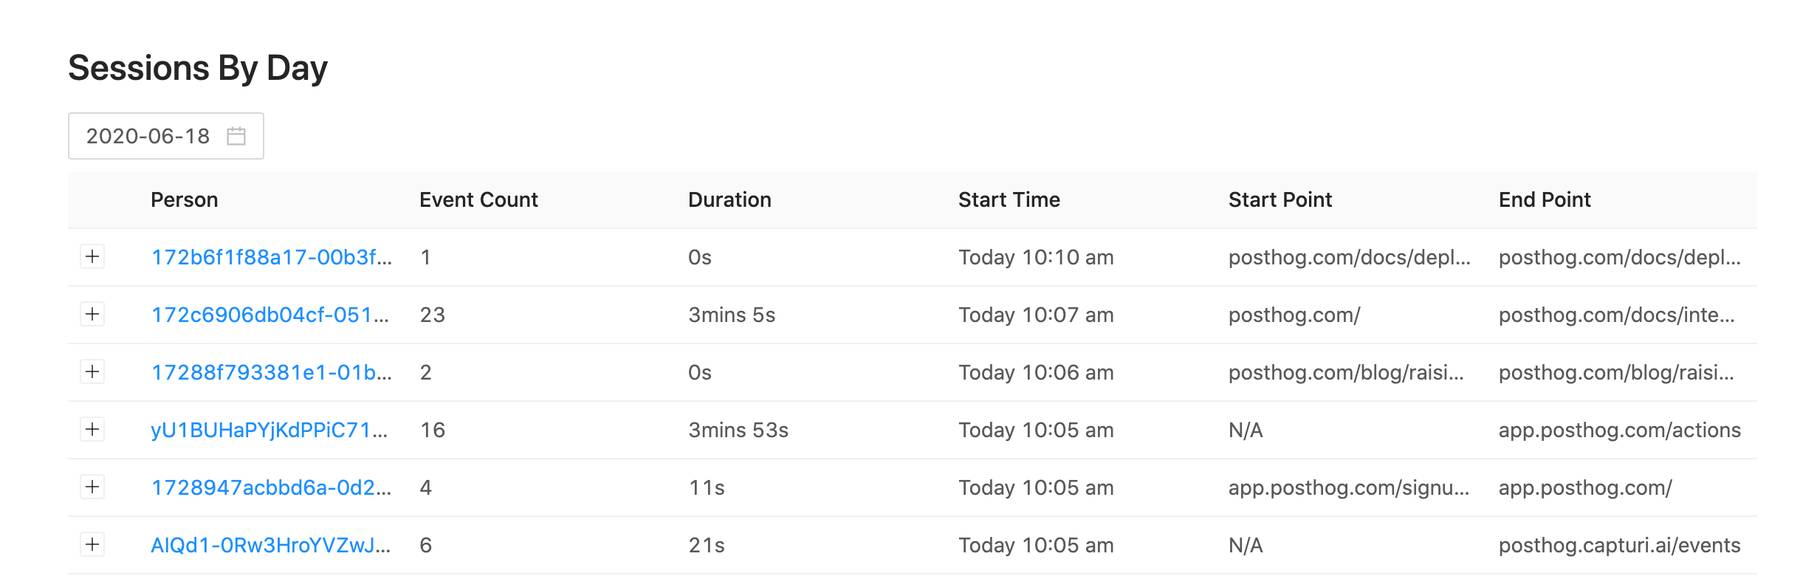 Sessions By Day
2020-06-18
Person Event Count Duration Start Time Start Point End Point
172b6f1f88a17-00b3f... 1 0s Today 10:10 am posthog.com/docs/depl... posthog.com/docs/depl...
172c6906db04cf-051... 23 3mins 5s Today 10:07 am posthog.com/ posthog.com/docs/inte...
17288f793381e1-01b... 2 0s Today 10:06 am posthog.com/blog/raisi... posthog.com/blog/raisi...
yU1BUHaPYjKdPPiC71... 16 3mins 53s Today 10:05 am N/A app.posthog.com/actions
1728947acbbd6a-0d2... 4 11s Today 10:05 am app.posthog.com/signu... app.posthog.com/
AlQd1-0Rw3HroYVZwJ... 6 21s Today 10:05 am N/A posthog.capturi.ai/events